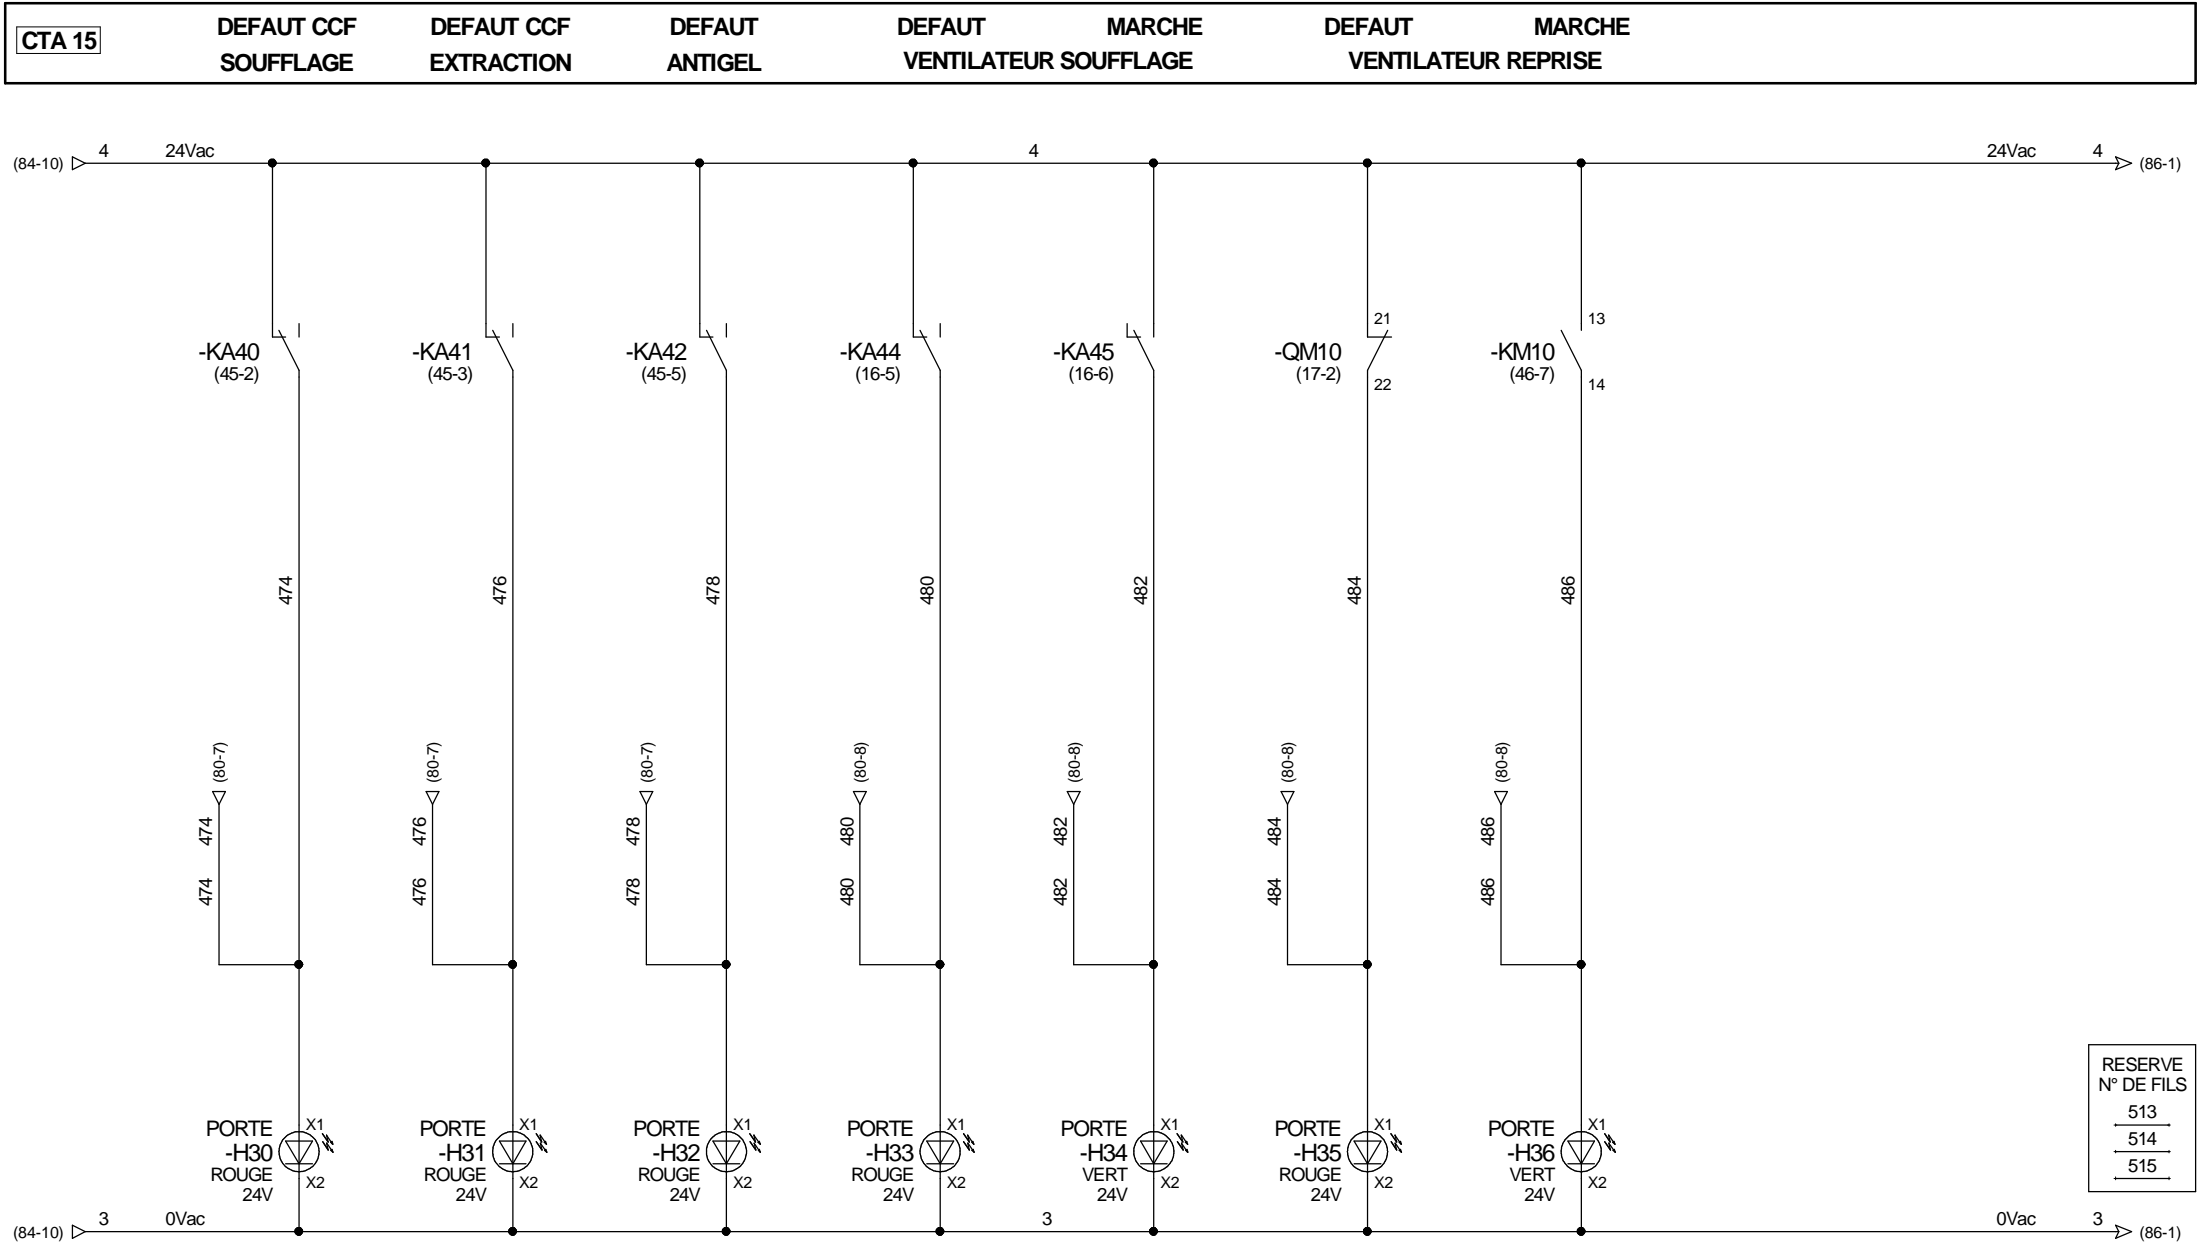 CTA 15
DEFAUT CCF
SOUFFLAGE
DEFAUT CCF
EXTRACTION
DEFAUT
ANTIGEL
DEFAUT MARCHE
VENTILATEUR SOUFFLAGE
DEFAUT MARCHE
VENTILATEUR REPRISE
(84-10) 4 24Vac 4 24Vac 4 (86-1)
-KA40
(45-2)
-KA41
(45-3)
-KA42
(45-5)
-KA44
(16-5)
-KA45
(16-6)
21
-QM10
(17-2)
22
13
-KM10
(46-7)
14
474 476 478 480 482 484 486
(80-7) (80-7) (80-7) (80-8) (80-8) (80-8) (80-8)
474 476 478 480 482 484 486
474 476 478 480 482 484 486
RESERVE
N° DE FILS
513
514
515
PORTE X1
-H30
ROUGE X2
24V
PORTE X1
-H31
ROUGE X2
24V
PORTE X1
-H32
ROUGE X2
24V
PORTE X1
-H33
ROUGE X2
24V
PORTE X1
-H34
VERT X2
24V
PORTE X1
-H35
ROUGE X2
24V
PORTE X1
-H36
VERT X2
24V
(84-10) 3 0Vac 3 0Vac 3 (86-1)